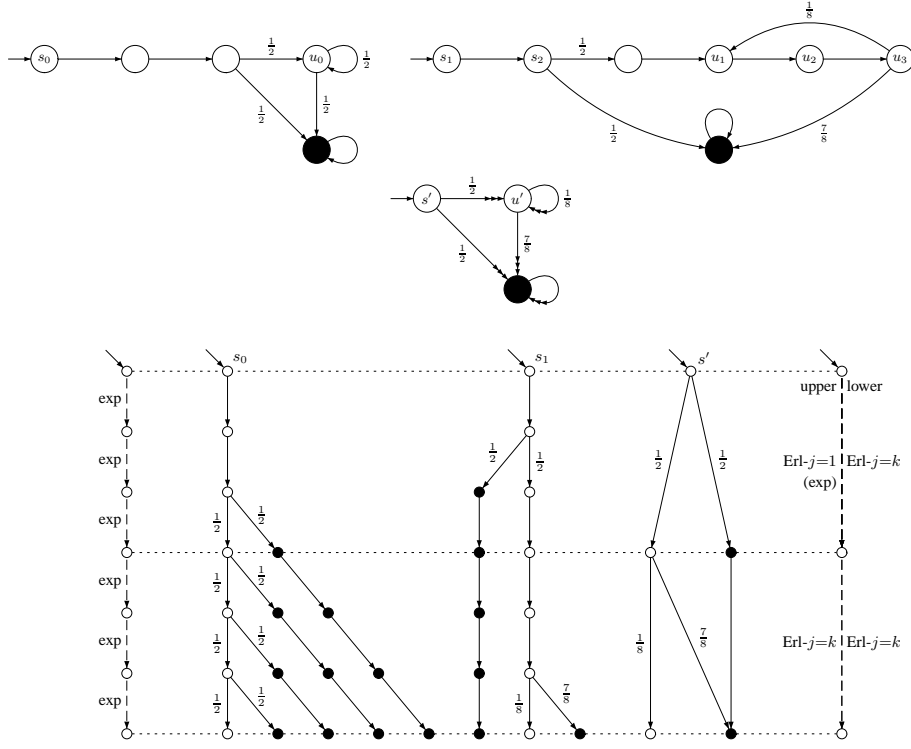 1/8
1/2
1/2
s₀
u₀
1/2
s₁
s₂
u₁
u₂
u₃
1/2
1/2
1/2
7/8
1/2
s'
u'
1/8
1/2
7/8
s₀
s₁
s'
upper
lower
exp
exp
1/2
1/2
1/2
1/2
Erl-j=1
Erl-j=k
(exp)
exp
1/2
1/2
exp
1/2
1/2
exp
1/2
1/2
1/8
7/8
Erl-j=k
Erl-j=k
exp
1/2
1/2
1/8
7/8